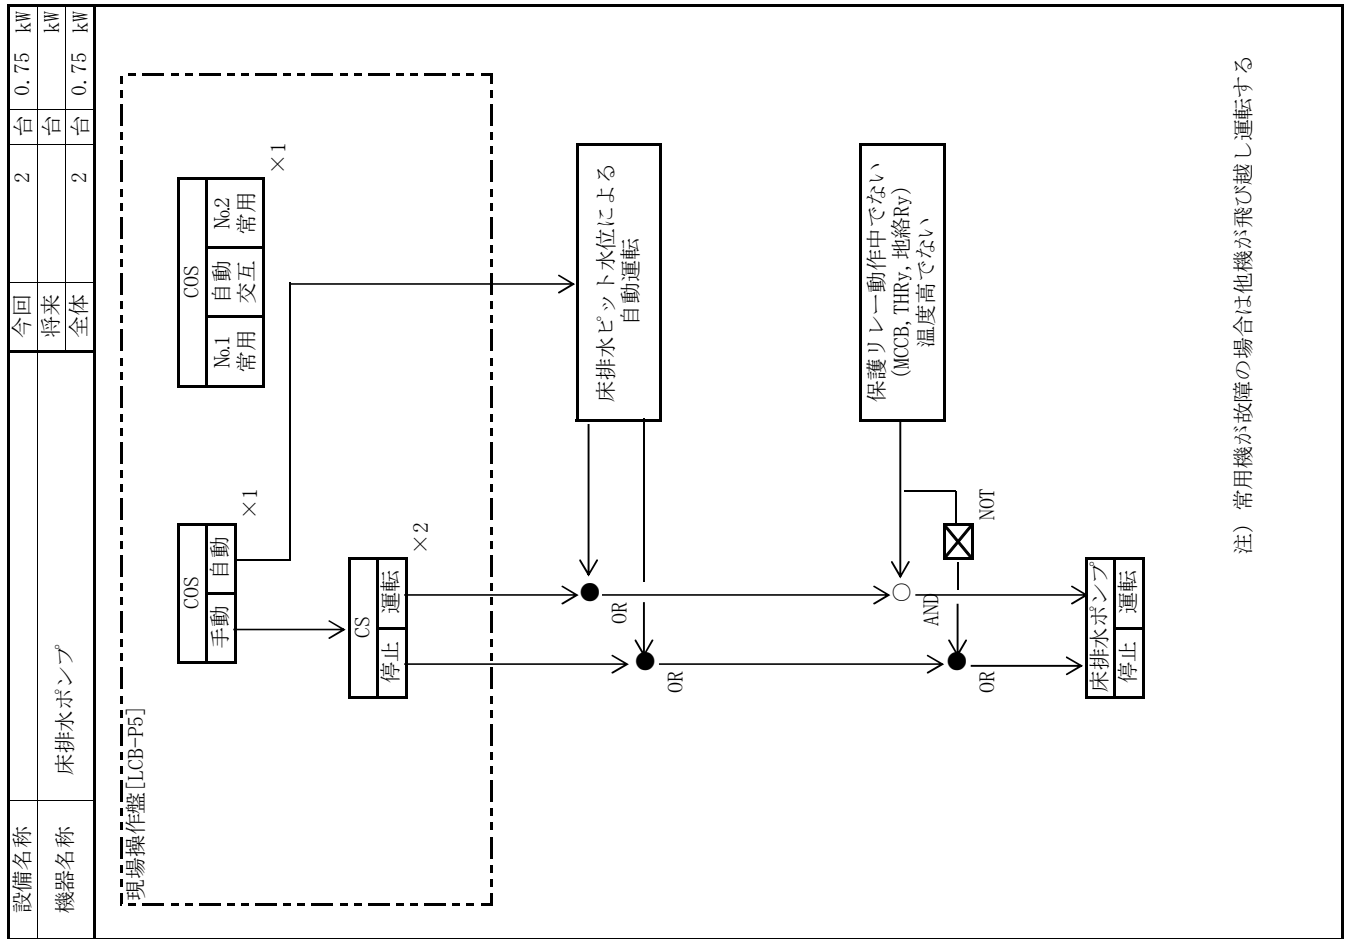 設備名称
今回 2 台 0.75 kW
機器名称 床排水ポンプ
将来 台 kW
全体 2 台 0.75 kW
現場操作盤[LCB-P5]
COS
手動 自動
×1
COS
No.1 常用
自動 交互
No.2 常用
×1
CS
停止 運転
×2
床排水ピット水位による
自動運転
OR
OR
保護リレー動作中でない
(MCCB,THRy,地絡Ry)
温度高でない
AND
NOT
OR
床排水ポンプ
停止 運転
注) 常用機が故障の場合は他機が飛び越し運転する